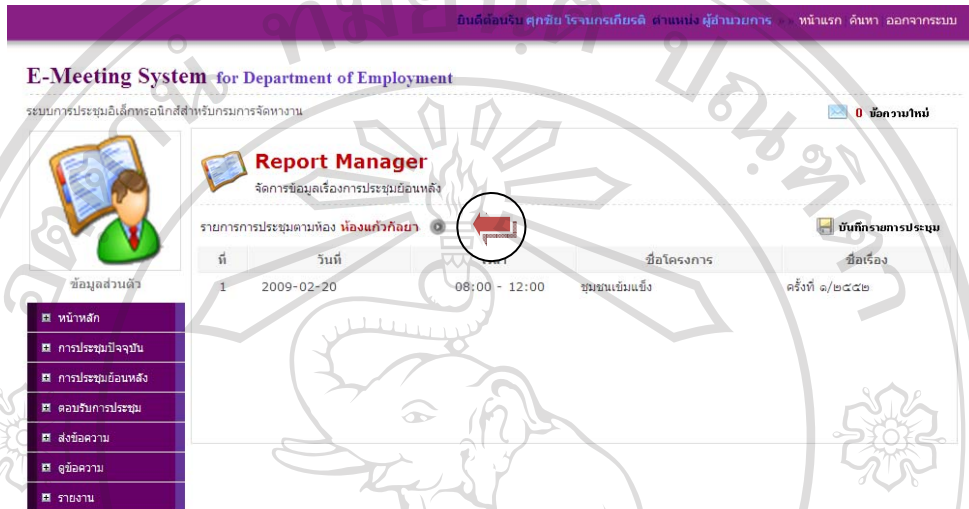 ยินดีต้อนรับ ศุภชัย โรจนกรเกียรติ ตำแหน่ง ผู้อำนวยการ »» หน้าแรก ค้นหา ออกจากระบบ
E-Meeting System for Department of Employment
ระบบการประชุมอิเล็กทรอนิกส์สำหรับกรมการจัดหางาน
0 ข้อความใหม่
Report Manager
จัดการข้อมูลเรื่องการประชุมย้อนหลัง
รายการการประชุมตามห้อง ห้องแก้วกัลยา
บันทึกรายการประชุม
ที่ วันที่ เวลา ชื่อโครงการ ชื่อเรื่อง
1 2009-02-20 08:00 - 12:00 ชุมชนเข้มแข็ง ครั้งที่ ๑/๒๕๕๒
ข้อมูลส่วนตัว
หน้าหลัก
การประชุมปัจจุบัน
การประชุมย้อนหลัง
ตอบรับการประชุม
ส่งข้อความ
ดูข้อความ
รายงาน